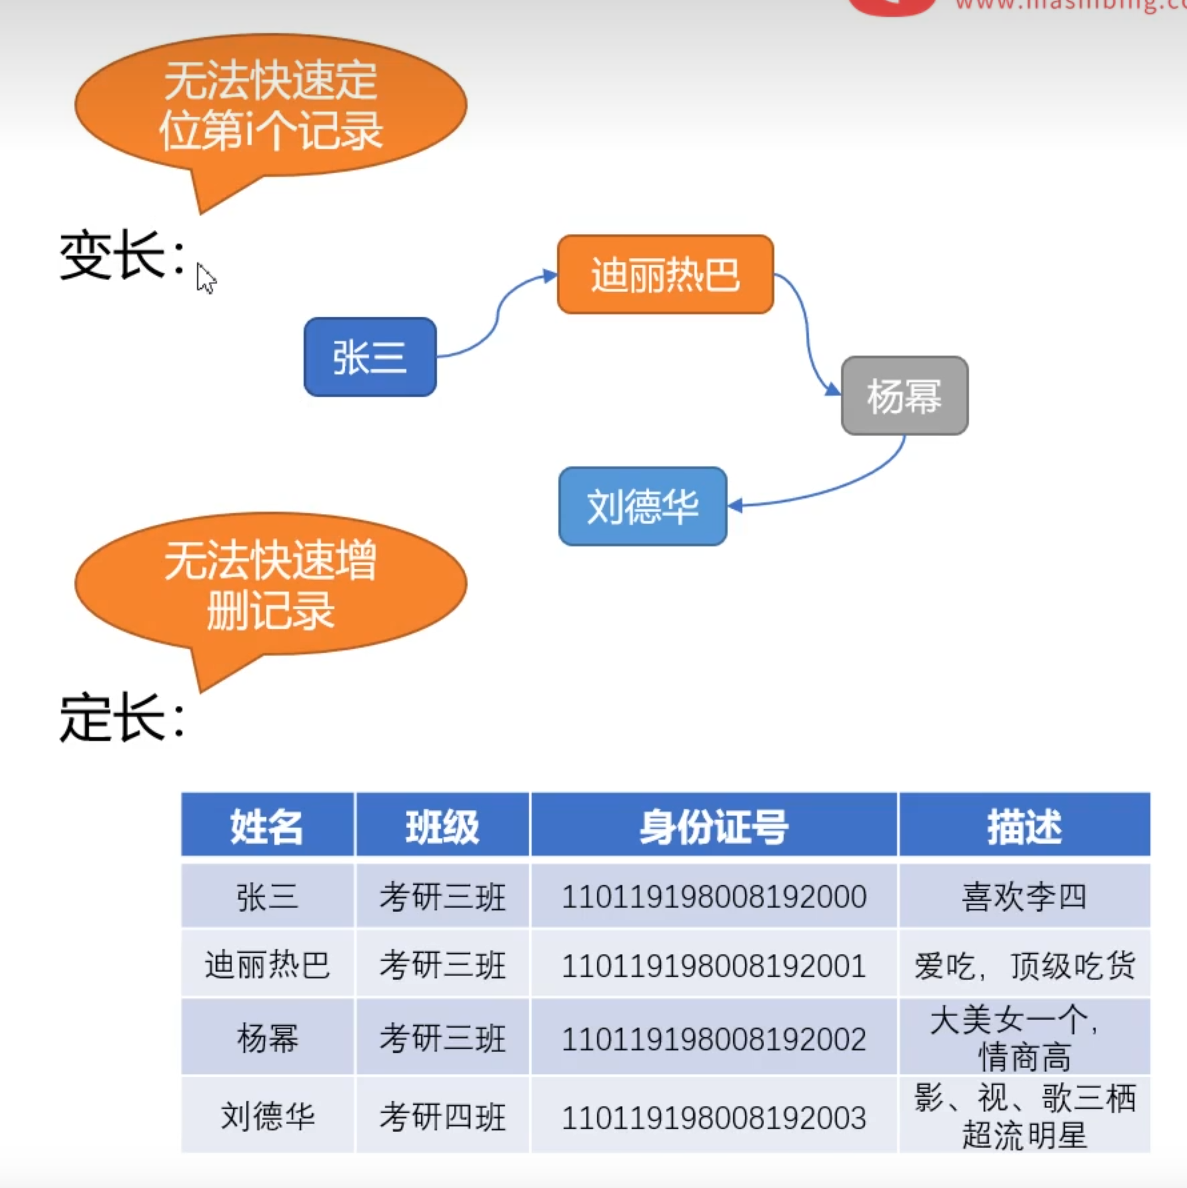 无法快速定
位第i个记录
变长：
迪丽热巴
张三
杨幂
刘德华
无法快速增
删记录
定长：
姓名 班级 身份证号 描述
张三 考研三班 110119198008192000 喜欢李四
迪丽热巴 考研三班 110119198008192001 爱吃，顶级吃货
杨幂 考研三班 110119198008192002 大美女一个，
情商高
刘德华 考研四班 110119198008192003 影、视、歌三栖
超流明星